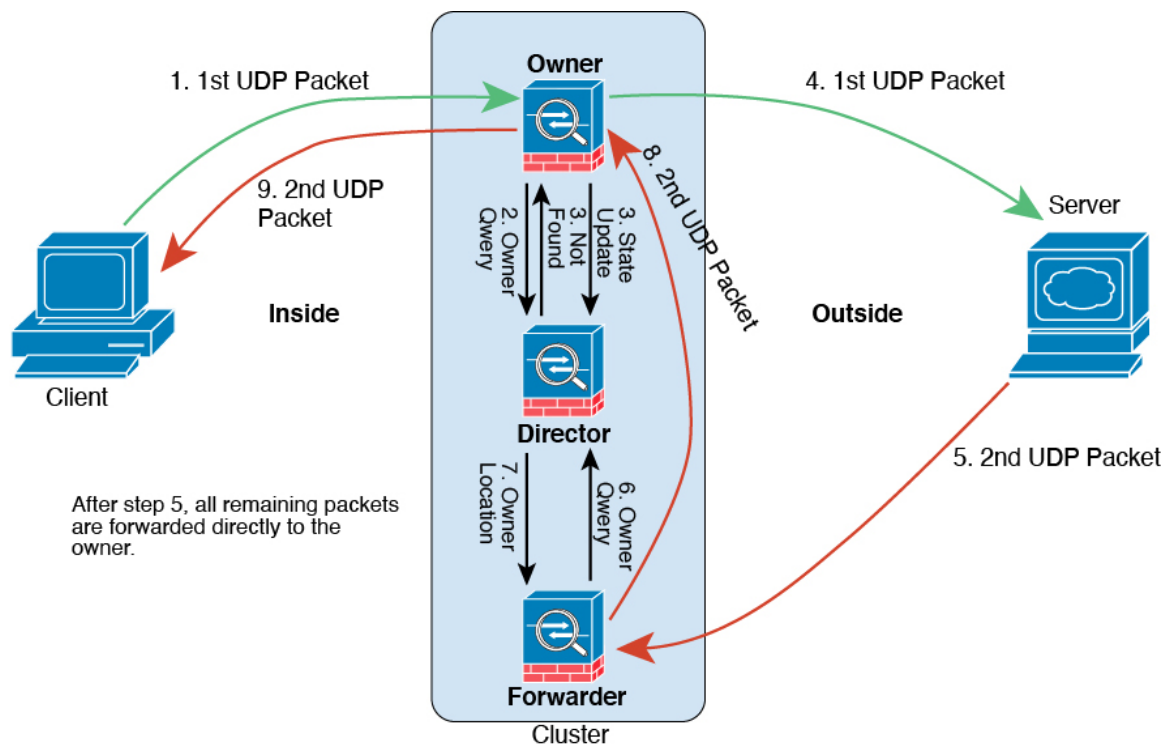 Owner
1. 1st UDP Packet
4. 1st UDP Packet
9. 2nd UDP
Packet
2. Owner
Qwery
3. Not
Found
3. State
Update
8. 2nd UDP Packet
Server
Inside
Outside
Client
Director
5. 2nd UDP Packet
7. Owner
Location
6. Owner
Qwery
After step 5, all remaining packets
are forwarded directly to the
owner.
Forwarder
Cluster